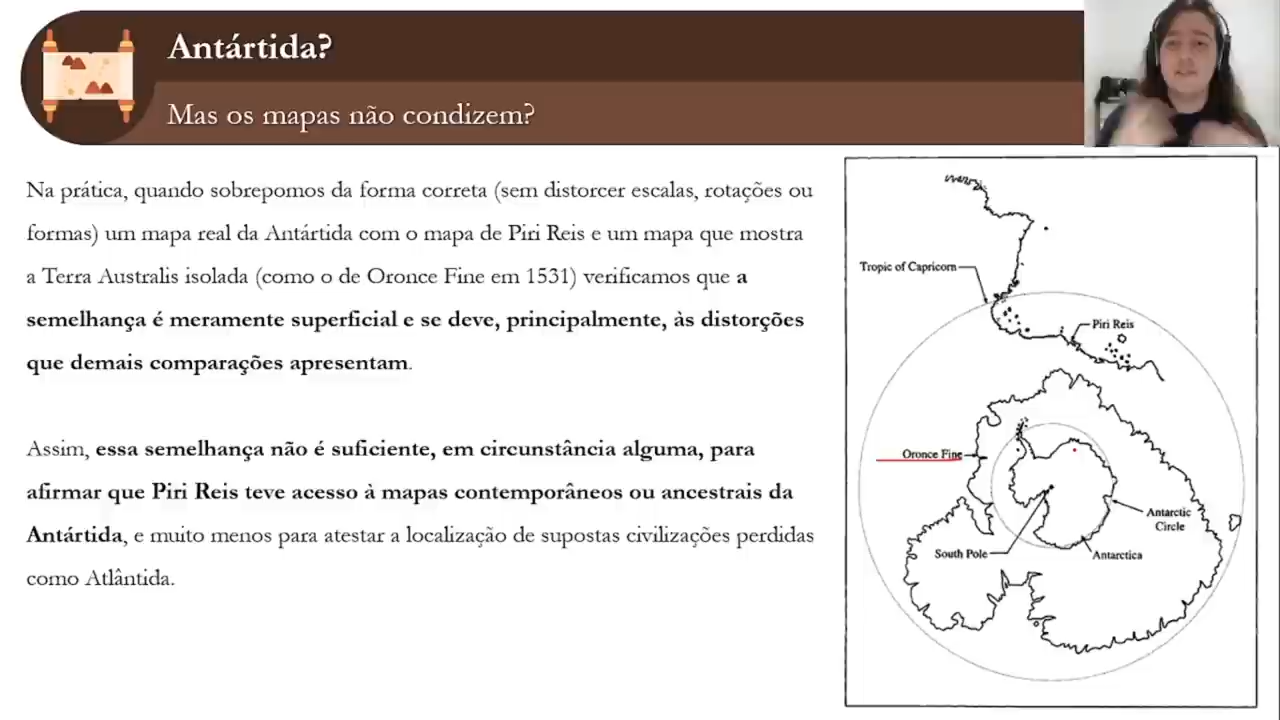 Antártida?
Mas os mapas não condizem?
Na prática, quando sobrepomos da forma correta (sem distorcer escalas, rotações ou
formas) um mapa real da Antártida com o mapa de Piri Reis e um mapa que mostra
a Terra Australis isolada (como o de Oronce Fine em 1531) verificamos que a
semelhança é meramente superficial e se deve, principalmente, às distorções
que demais comparações apresentam.
Assim, essa semelhança não é suficiente, em circunstância alguma, para
afirmar que Piri Reis teve acesso à mapas contemporâneos ou ancestrais da
Antártida, e muito menos para atestar a localização de supostas civilizações perdidas
como Atlântida.
Tropic of Capricorn
Piri Reis
Oronce Fine
Antarctic
Circle
South Pole
Antarctica